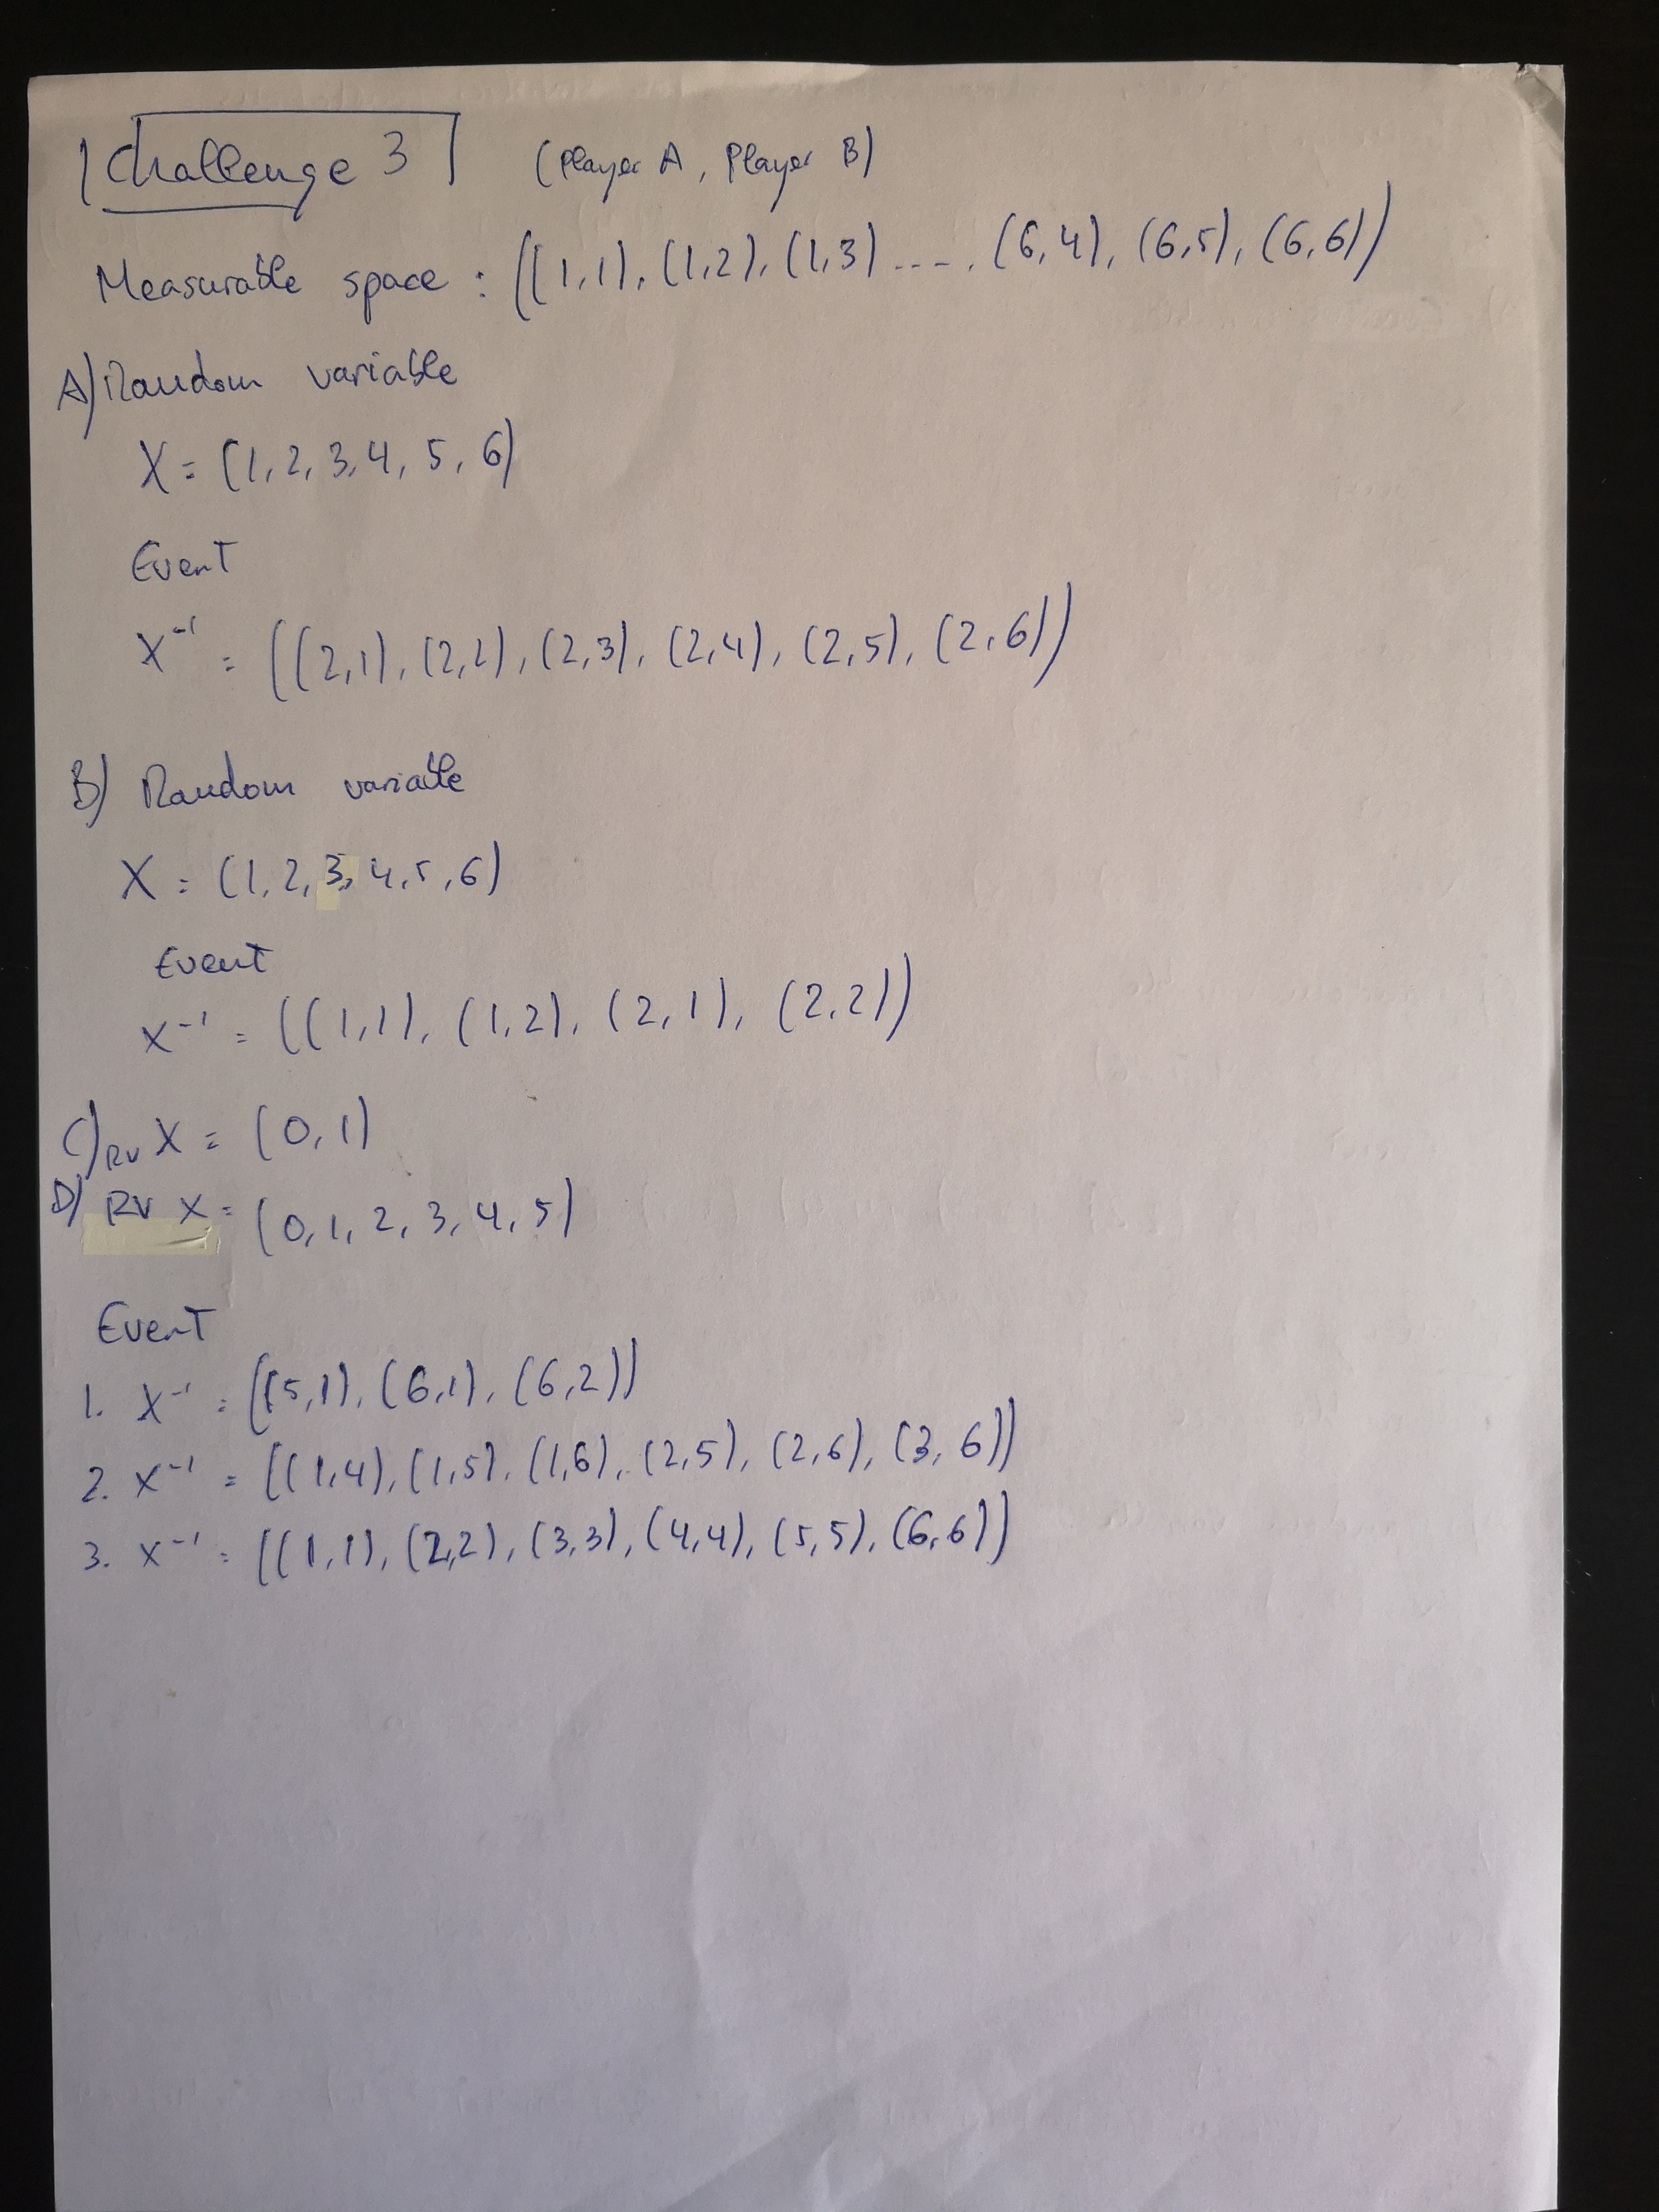 Challenge 3 (Player A, Player B)
Measurable space : ((1,1), (1,2), (1,3) ----, (6,4), (6,5), (6,6))
A) Random variable
X = (1, 2, 3, 4, 5, 6)
Event
X⁻¹ = ((2,1), (2,2), (2,3), (2,4), (2,5), (2,6))
B) Random variable
X = (1, 2, 3, 4, 5, 6)
Event
X⁻¹ = ((1,1), (1,2), (2,1), (2,2))
C) RV X = (0, 1)
D) RV X = (0, 1, 2, 3, 4, 5)
Event
1. X⁻¹ = ((5,1), (6,1), (6,2))
2. X⁻¹ = ((1,4), (1,5), (1,6), (2,5), (2,6), (3,6))
3. X⁻¹ = ((1,1), (2,2), (3,3), (4,4), (5,5), (6,6))